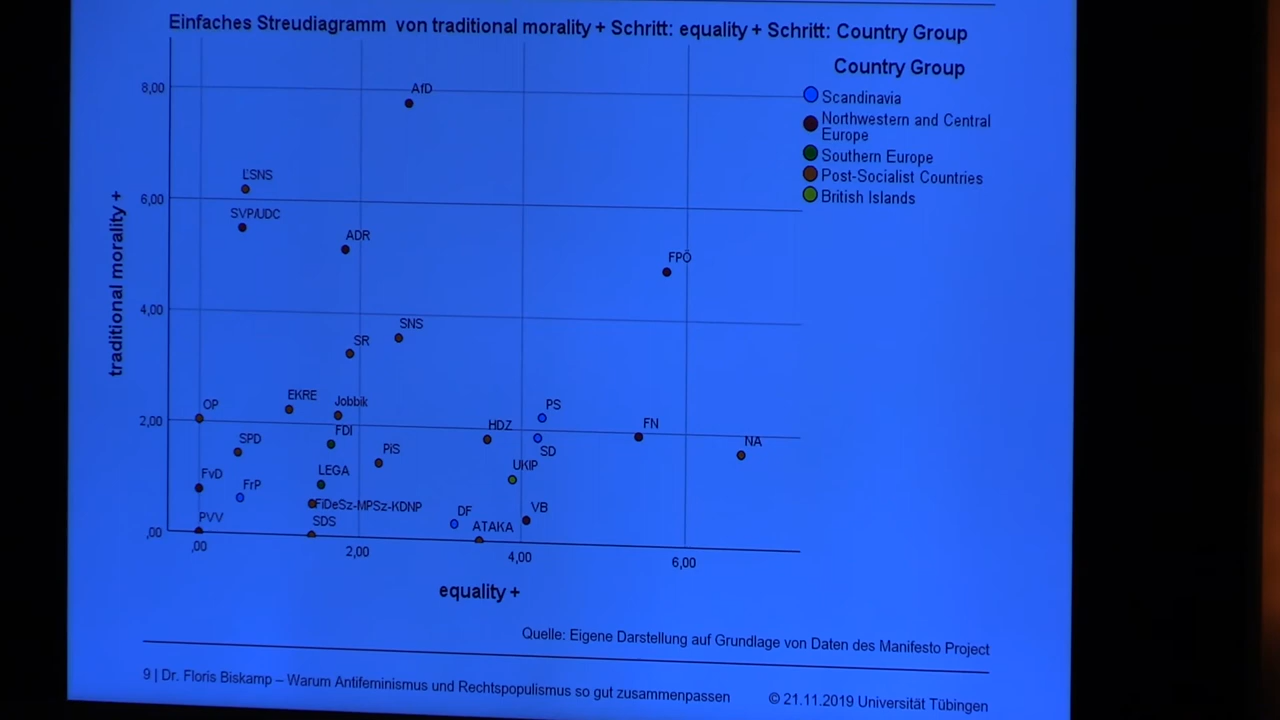 Einfaches Streudiagramm von traditional morality + Schritt: equality + Schritt: Country Group
Country Group
Scandinavia
Northwestern and Central
Europe
Southern Europe
Post-Socialist Countries
British Islands
traditional morality +
8,00
6,00
4,00
2,00
,00
AfD
ĽSNS
SVP/UDC
ADR
FPÖ
SNS
SR
EKRE
Jobbik
OP
PS
HDZ
FN
SD
NA
FDI
SPD
PiS
UKIP
LEGA
FvD
FrP
FiDeSz-MPSz-KDNP
VB
DF
PVV
SDS
ATAKA
,00
2,00
4,00
6,00
equality +
Quelle: Eigene Darstellung auf Grundlage von Daten des Manifesto Project
9 | Dr. Floris Biskamp – Warum Antifeminismus und Rechtspopulismus so gut zusammenpassen
© 21.11.2019 Universität Tübingen